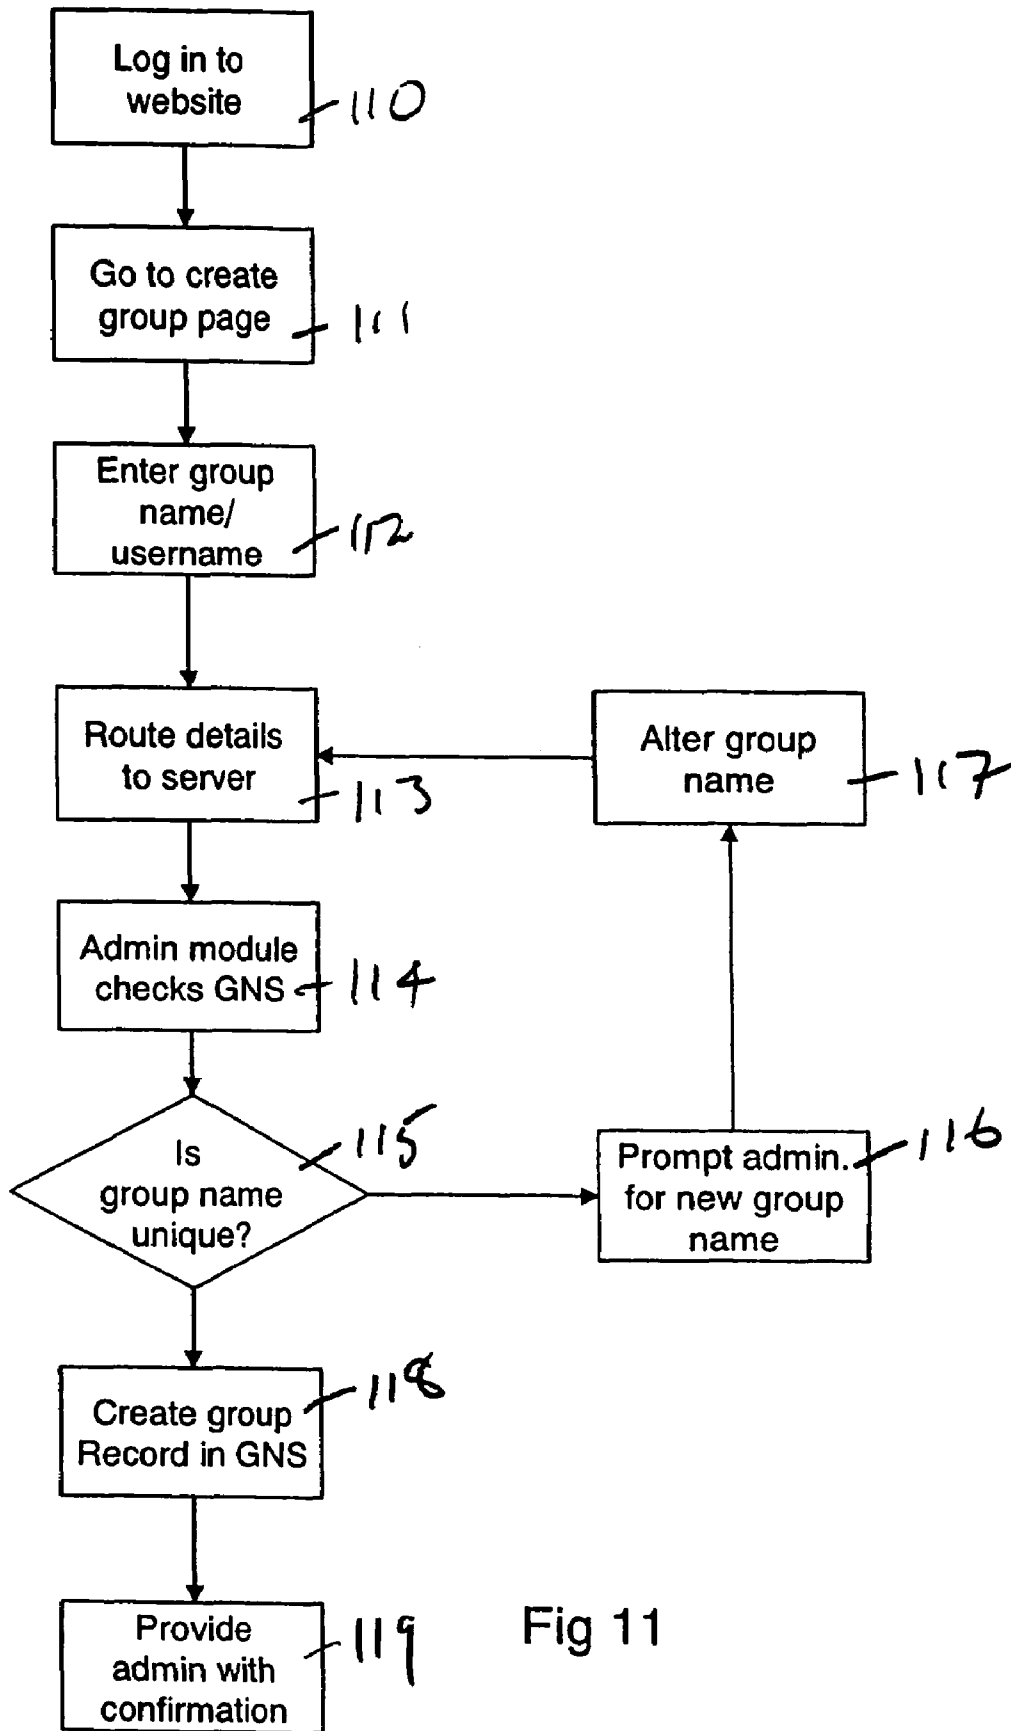 Log in to
website
110
Go to create
group page
111
Enter group
name/
username
112
Route details
to server
113
Alter group
name
117
Admin module
checks GNS
114
Is
group name
unique?
115
Prompt admin.
for new group
name
116
Create group
Record in GNS
118
Provide
admin with
confirmation
119
Fig 11